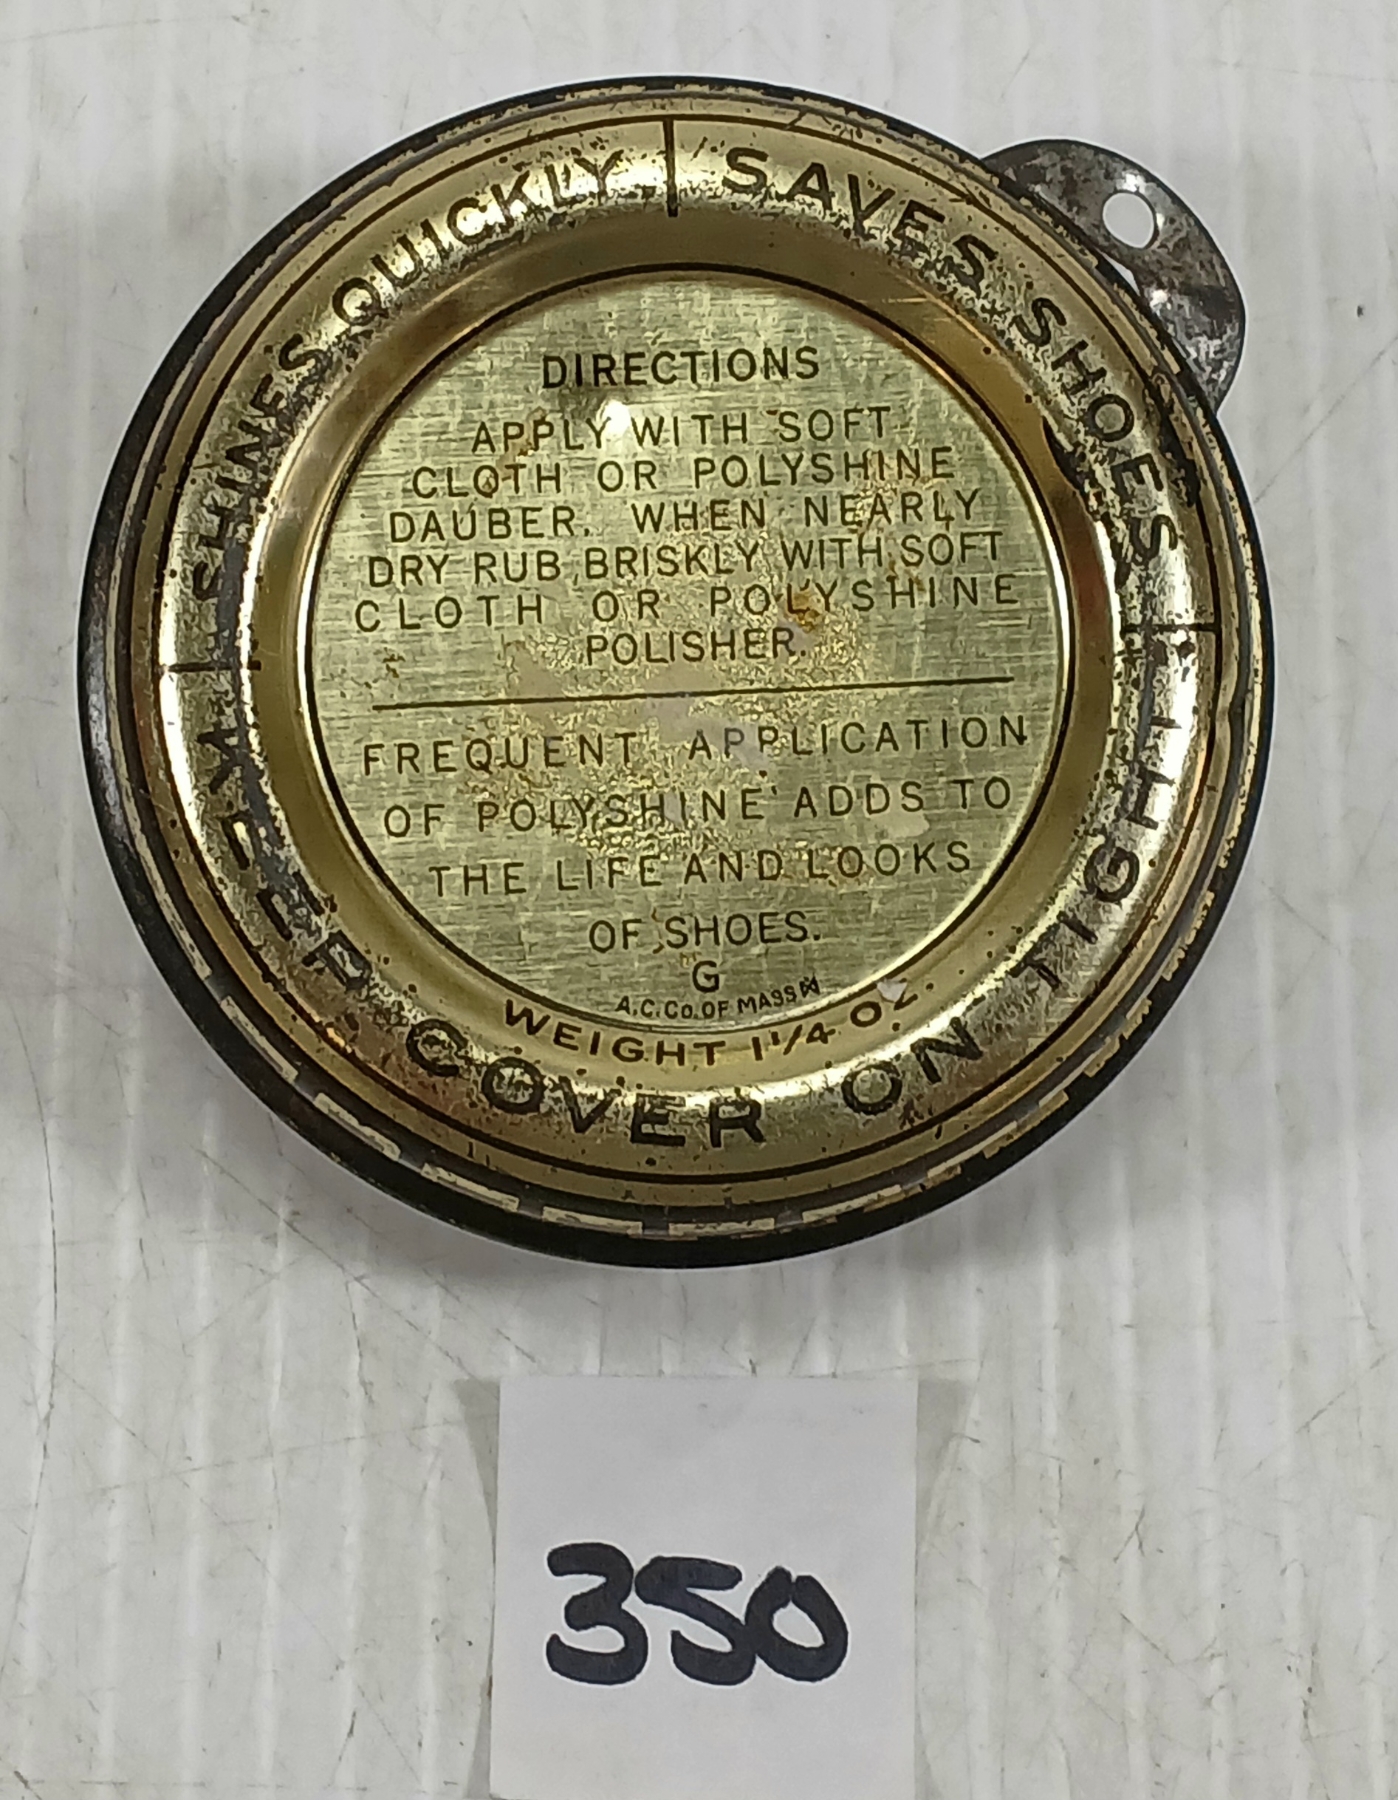 SHINES QUICKLY
SAVES SHOES
KEEP COVER ON TIGHT
DIRECTIONS
APPLY WITH SOFT
CLOTH OR POLYSHINE
DAUBER. WHEN NEARLY
DRY RUB BRISKLY WITH SOFT
CLOTH OR POLYSHINE
POLISHER.
FREQUENT APPLICATION
OF POLYSHINE ADDS TO
THE LIFE AND LOOKS
OF SHOES.
G
A.C.CO. OF MASS
WEIGHT 1 1/4 OZ.
350